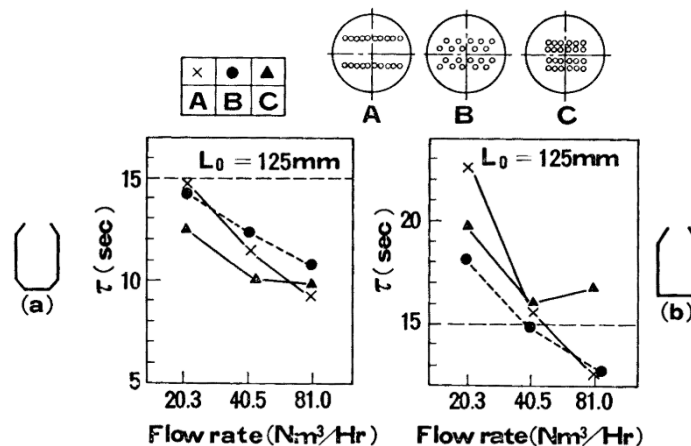 × ● ▲
A B C
A B C
L₀ = 125mm
15
10
5
τ (sec)
20.3 40.5 81.0
Flow rate(Nm³/Hr)
(a)
L₀ = 125mm
20
15
τ (sec)
20.3 40.5 81.0
Flow rate(Nm³/Hr)
(b)